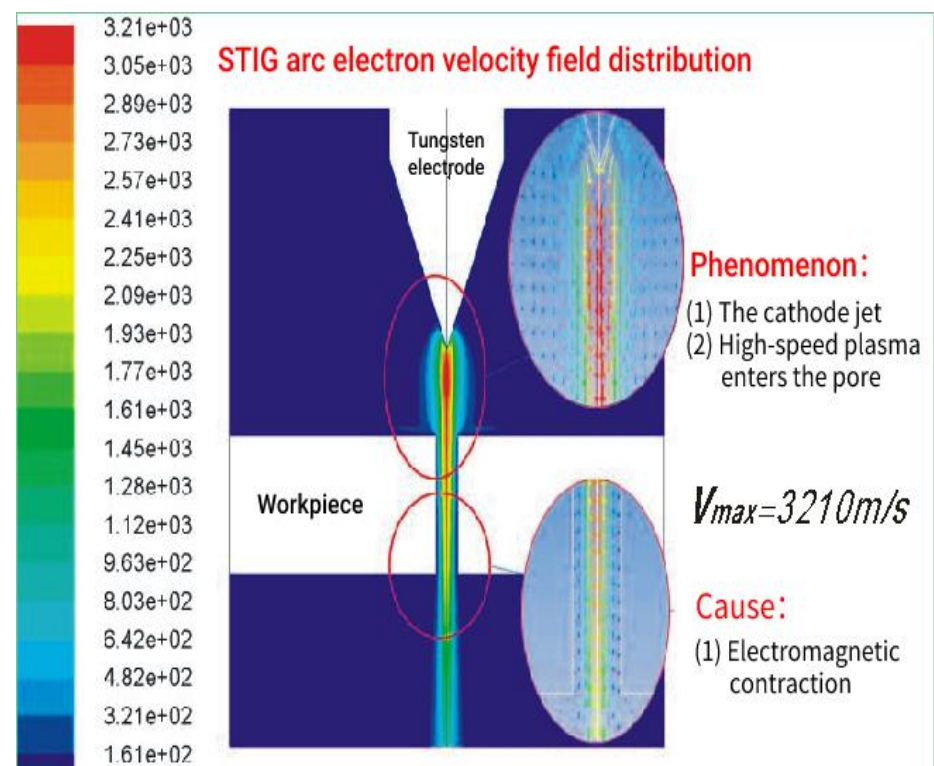 3.21e+03
3.05e+03
2.89e+03
2.73e+03
2.57e+03
2.41e+03
2.25e+03
2.09e+03
1.93e+03
1.77e+03
1.61e+03
1.45e+03
1.28e+03
1.12e+03
9.63e+02
8.03e+02
6.42e+02
4.82e+02
3.21e+02
1.61e+02
STIG arc electron velocity field distribution
Tungsten
electrode
Workpiece
Phenomenon:
(1) The cathode jet
(2) High-speed plasma
enters the pore
Vmax=3210m/s
Cause:
(1) Electromagnetic
contraction